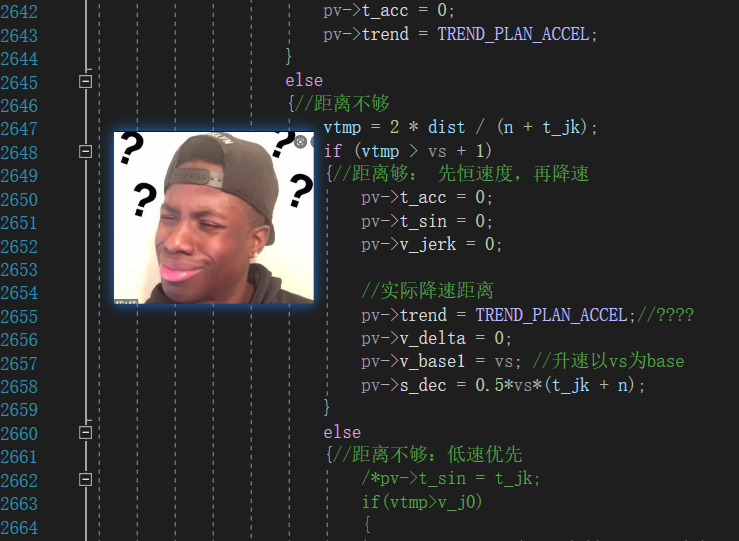 2642 pv->t_acc = 0;
2643 pv->trend = TREND_PLAN_ACCEL;
2644 }
2645 else
2646 {//距离不够
2647 vtmp = 2 * dist / (n + t_jk);
2648 if (vtmp > vs + 1)
2649 {//距离够： 先恒速度，再降速
2650 pv->t_acc = 0;
2651 pv->t_sin = 0;
2652 pv->v_jerk = 0;
2653
2654 //实际降速距离
2655 pv->trend = TREND_PLAN_ACCEL;//????
2656 pv->v_delta = 0;
2657 pv->v_base1 = vs; //升速以vs为base
2658 pv->s_dec = 0.5*vs*(t_jk + n);
2659 }
2660 else
2661 {//距离不够：低速优先
2662 /*pv->t_sin = t_jk;
2663 if(vtmp>v_j0)
2664 {
? ? ? ?